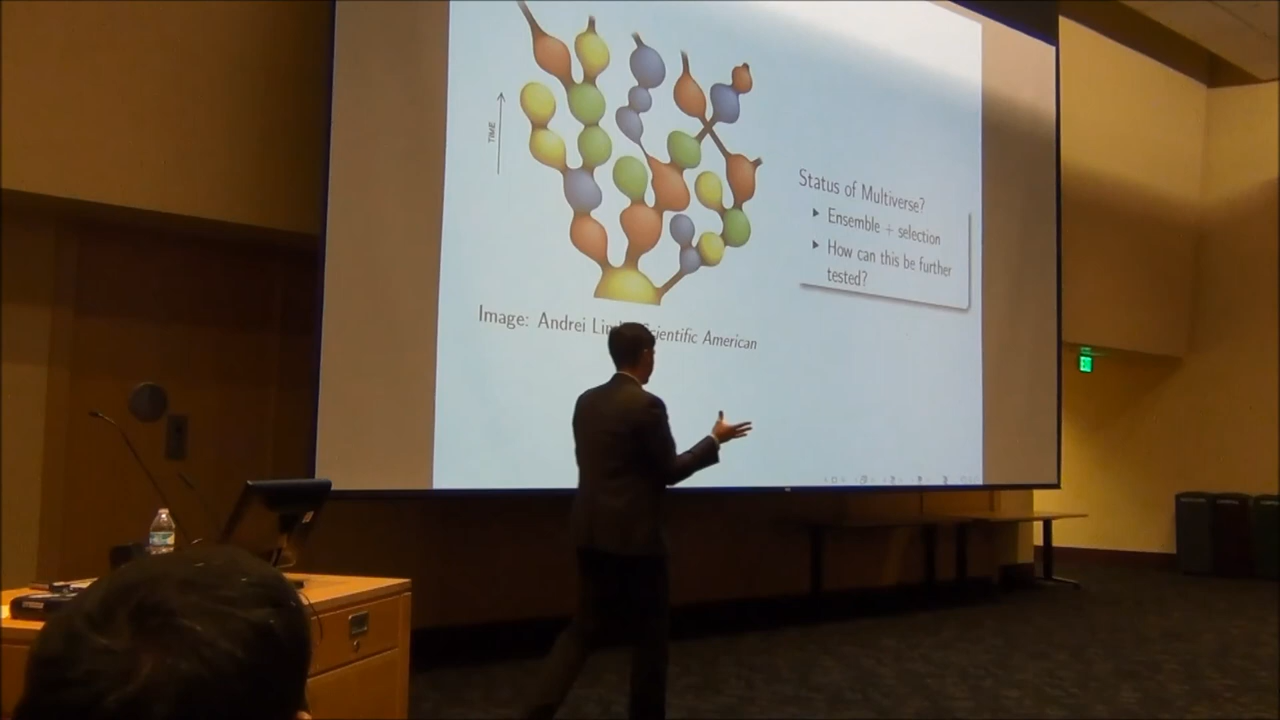 TIME
Status of Multiverse?
Ensemble + selection
How can this be further
tested?
Image: Andrei Scientific American